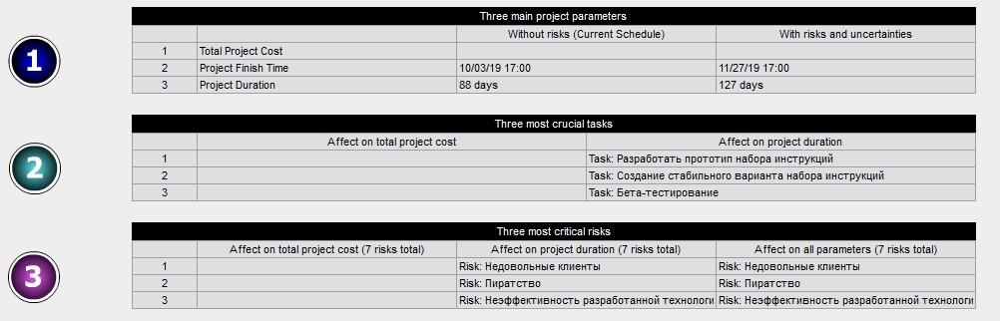 1
Three main project parameters
Without risks (Current Schedule) With risks and uncertainties
1 Total Project Cost
2 Project Finish Time 10/03/19 17:00 11/27/19 17:00
3 Project Duration 88 days 127 days
2
Three most crucial tasks
Affect on total project cost Affect on project duration
1 Task: Разработать прототип набора инструкций
2 Task: Создание стабильного варианта набора инструкций
3 Task: Бета-тестирование
3
Three most critical risks
Affect on total project cost (7 risks total) Affect on project duration (7 risks total) Affect on all parameters (7 risks total)
1 Risk: Недовольные клиенты Risk: Недовольные клиенты
2 Risk: Пиратство Risk: Пиратство
3 Risk: Неэффективность разработанной технологи Risk: Неэффективность разработанной технологи